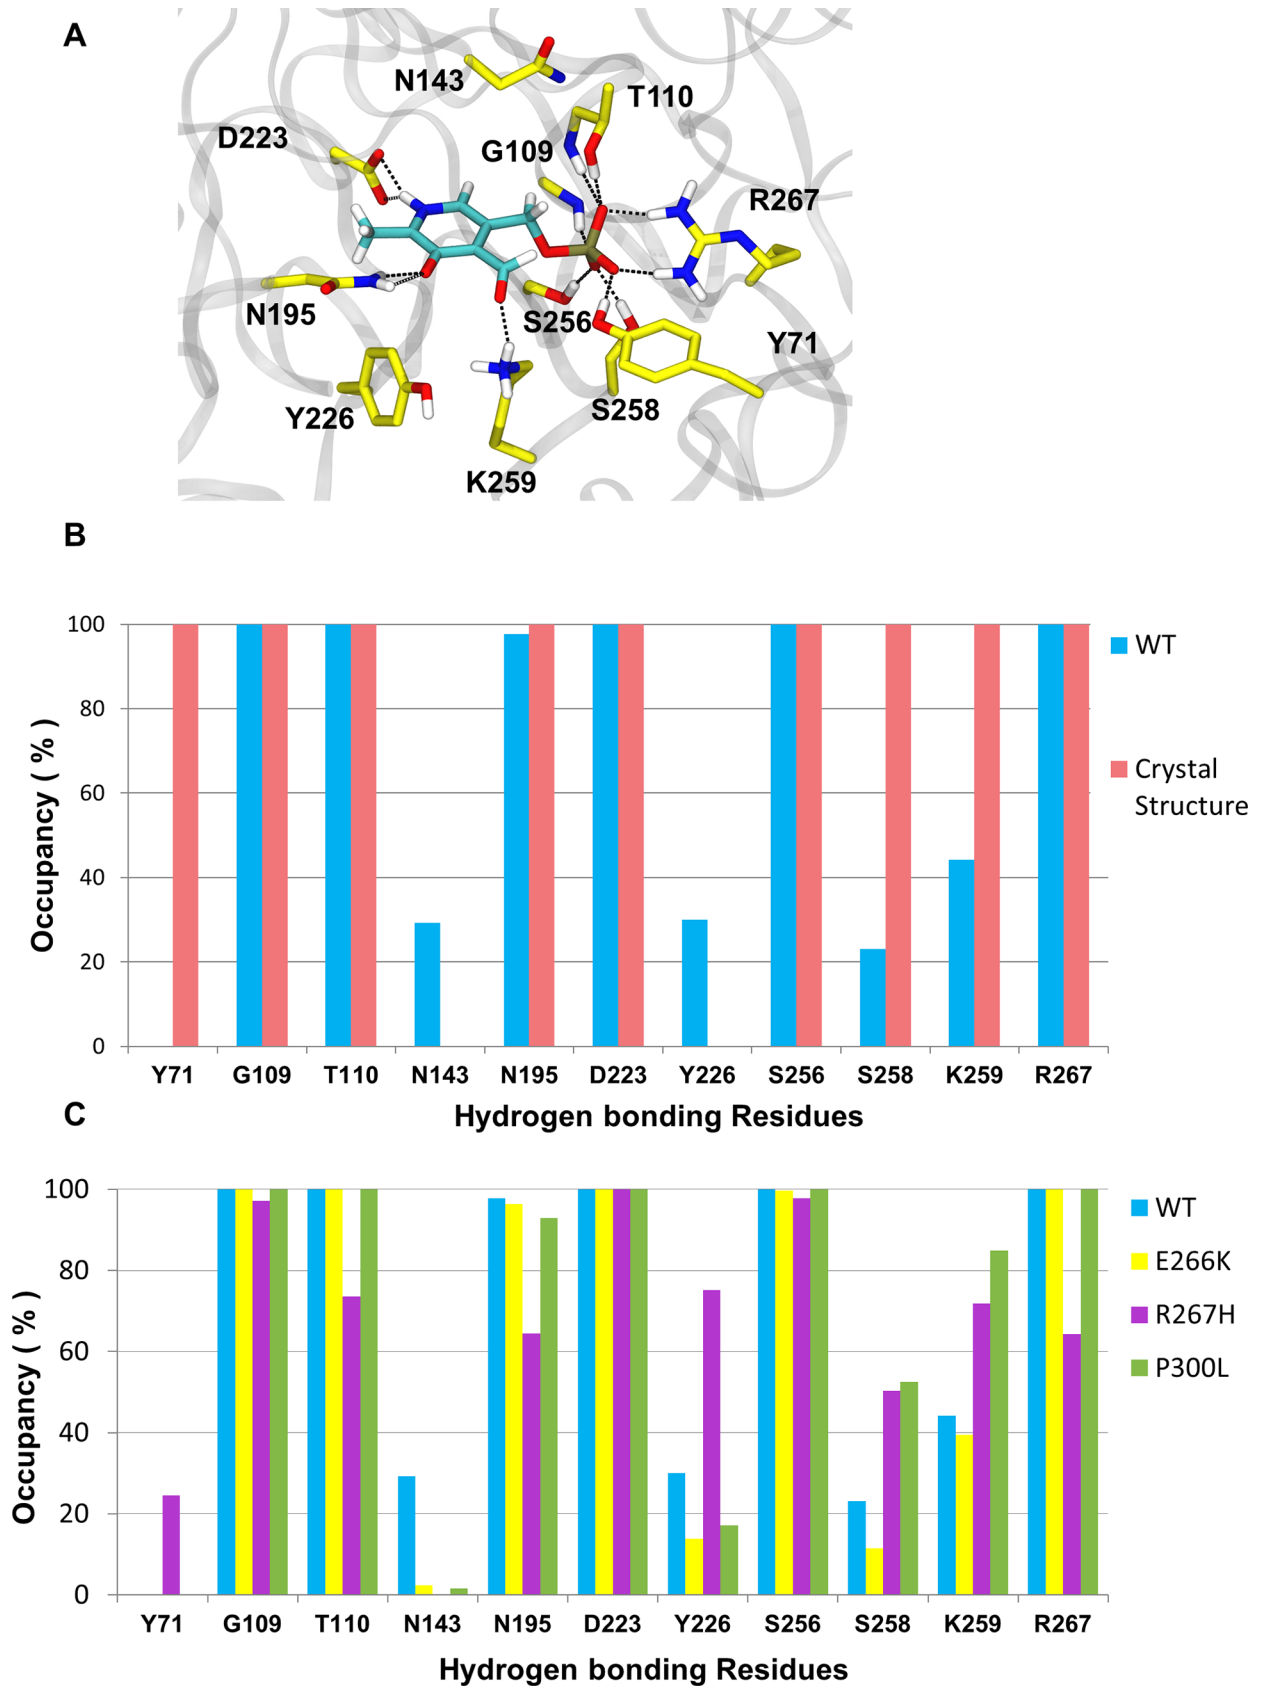 A
N143
T110
D223
G109
R267
N195
S256
Y71
Y226
S258
K259
B
100
80
60
40
20
0
Occupancy ( % )
WT
Crystal
Structure
Y71 G109 T110 N143 N195 D223 Y226 S256 S258 K259 R267
Hydrogen bonding Residues
C
100
80
60
40
20
0
Occupancy ( % )
WT
E266K
R267H
P300L
Y71 G109 T110 N143 N195 D223 Y226 S256 S258 K259 R267
Hydrogen bonding Residues